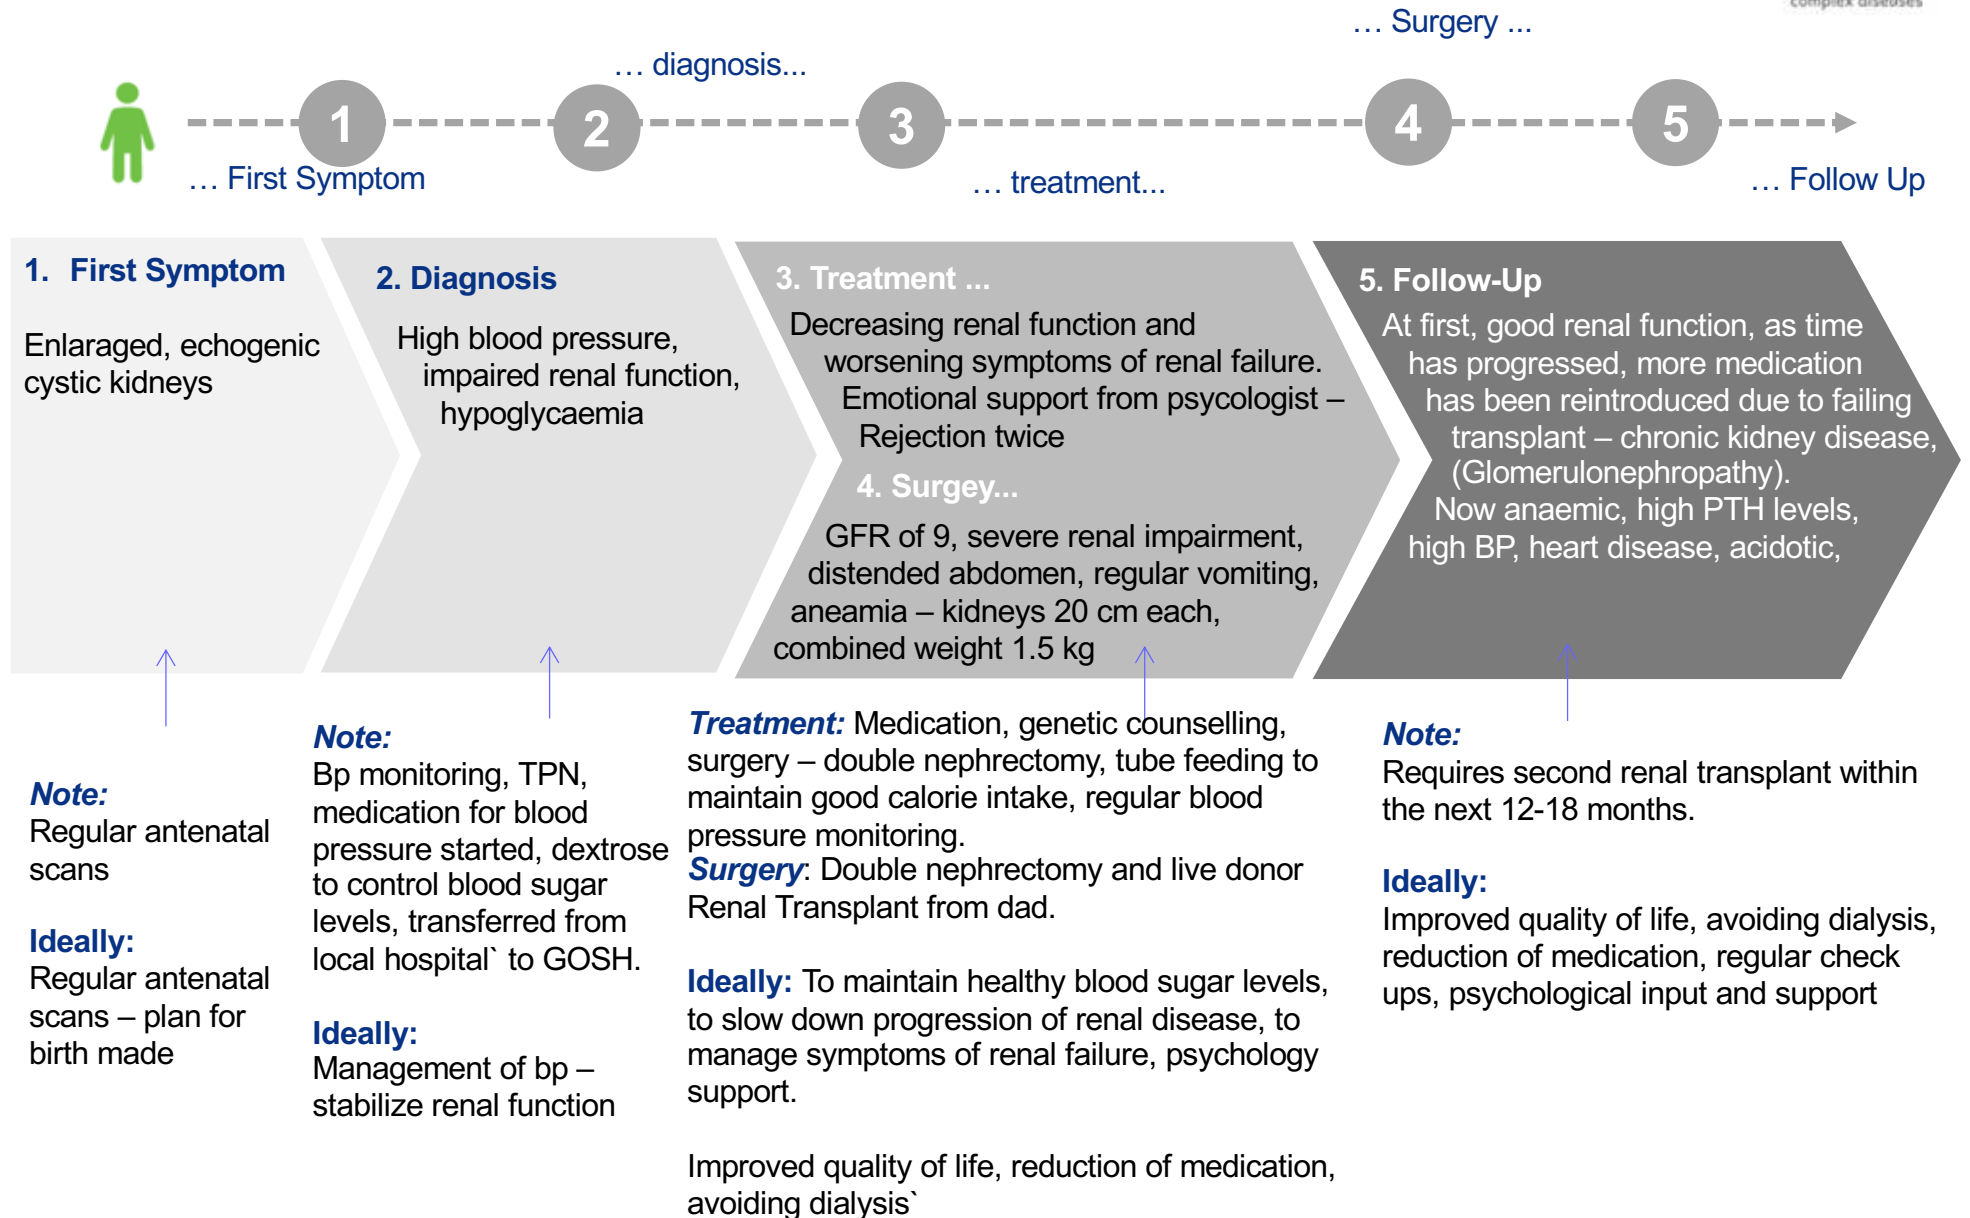 complex diseases
… Surgery ...
… diagnosis...
1
2
3
4
5
… First Symptom
… treatment...
… Follow Up
1. First Symptom
Enlaraged, echogenic
cystic kidneys
2. Diagnosis
High blood pressure,
impaired renal function,
hypoglycaemia
3. Treatment ...
Decreasing renal function and
worsening symptoms of renal failure.
Emotional support from psycologist –
Rejection twice
4. Surgey...
GFR of 9, severe renal impairment,
distended abdomen, regular vomiting,
aneamia – kidneys 20 cm each,
combined weight 1.5 kg
5. Follow-Up
At first, good renal function, as time
has progressed, more medication
has been reintroduced due to failing
transplant – chronic kidney disease,
(Glomerulonephropathy).
Now anaemic, high PTH levels,
high BP, heart disease, acidotic,
Note:
Regular antenatal
scans
Ideally:
Regular antenatal
scans – plan for
birth made
Note:
Bp monitoring, TPN,
medication for blood
pressure started, dextrose
to control blood sugar
levels, transferred from
local hospital` to GOSH.
Ideally:
Management of bp –
stabilize renal function
Treatment: Medication, genetic counselling,
surgery – double nephrectomy, tube feeding to
maintain good calorie intake, regular blood
pressure monitoring.
Surgery: Double nephrectomy and live donor
Renal Transplant from dad.
Ideally: To maintain healthy blood sugar levels,
to slow down progression of renal disease, to
manage symptoms of renal failure, psychology
support.
Improved quality of life, reduction of medication,
avoiding dialysis`
Note:
Requires second renal transplant within
the next 12-18 months.
Ideally:
Improved quality of life, avoiding dialysis,
reduction of medication, regular check
ups, psychological input and support